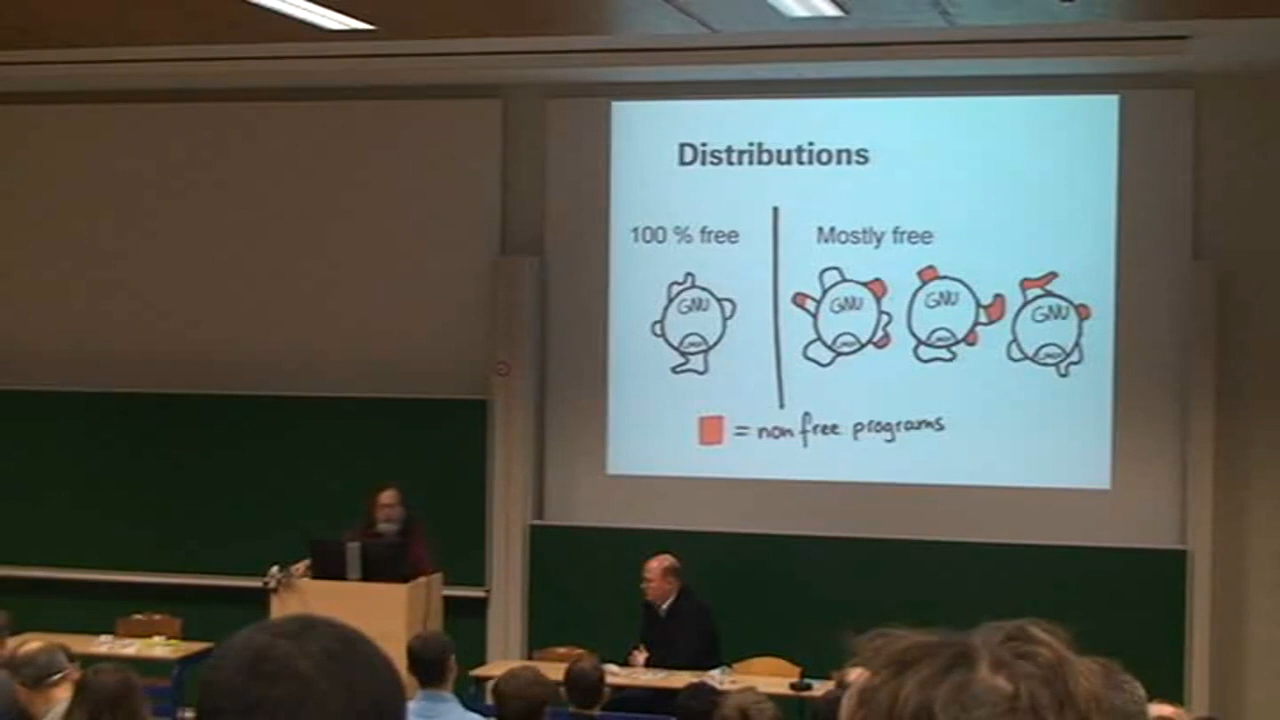 Distributions
100 % free
Mostly free
GNU
GNU
GNU
GNU
= non free programs